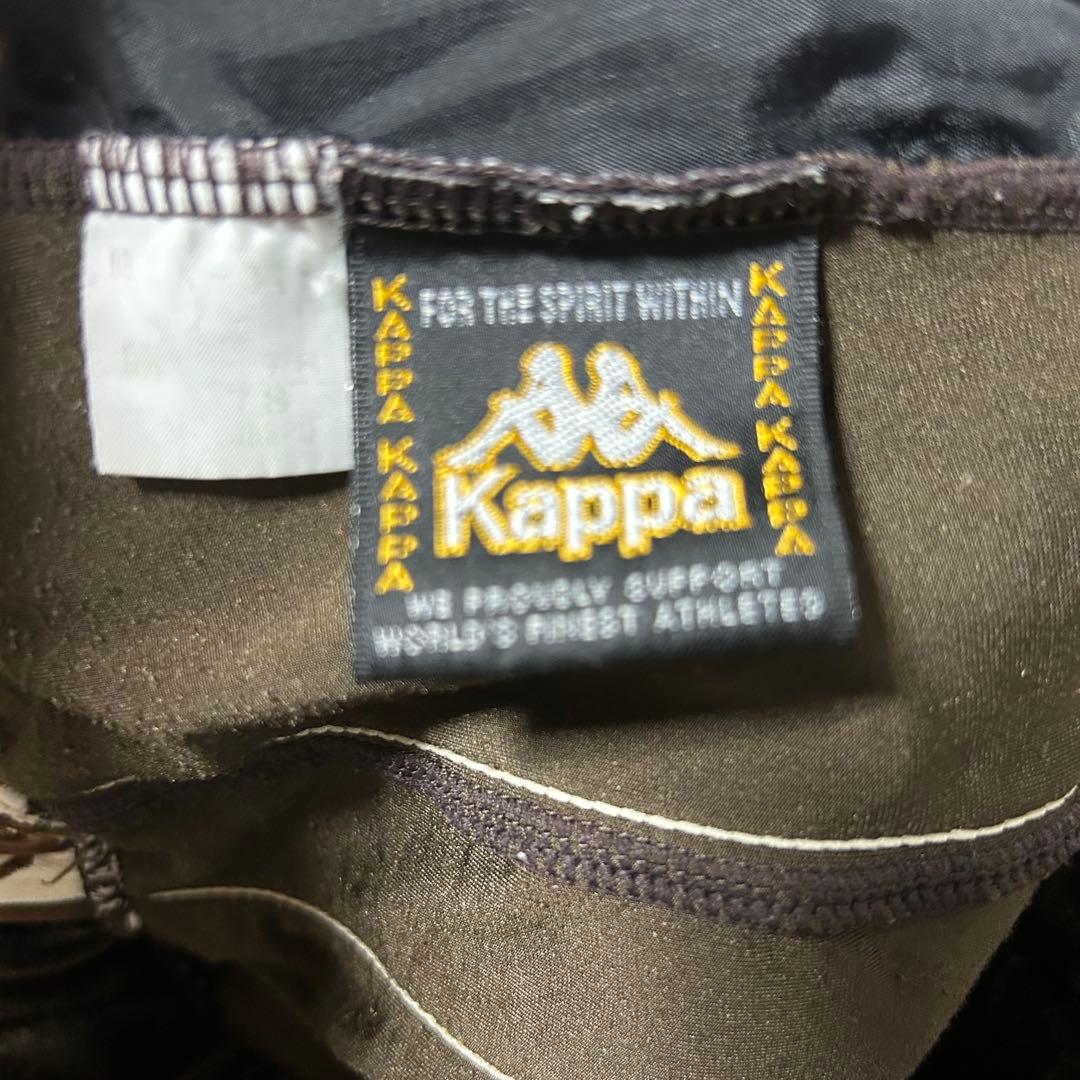 FOR THE SPIRIT WITHIN
KAPPA KAPPA
KAPPA KAPPA
Kappa
WE PROUDLY SUPPORT
WORLD'S FINEST ATHLETES
S